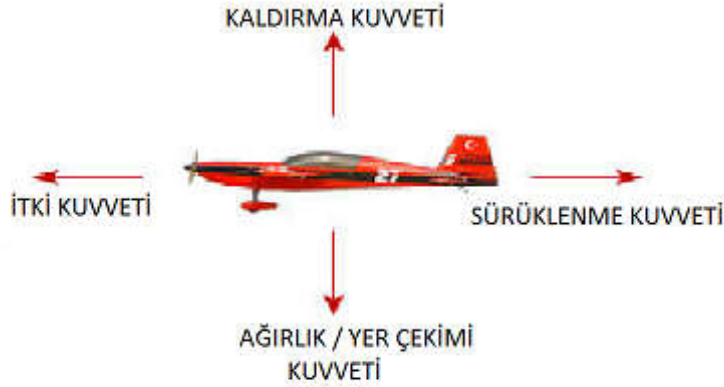 KALDIRMA KUVVETİ
İTKİ KUVVETİ
SÜRÜKLENME KUVVETİ
AĞIRLIK / YER ÇEKİMİ
KUVVETİ